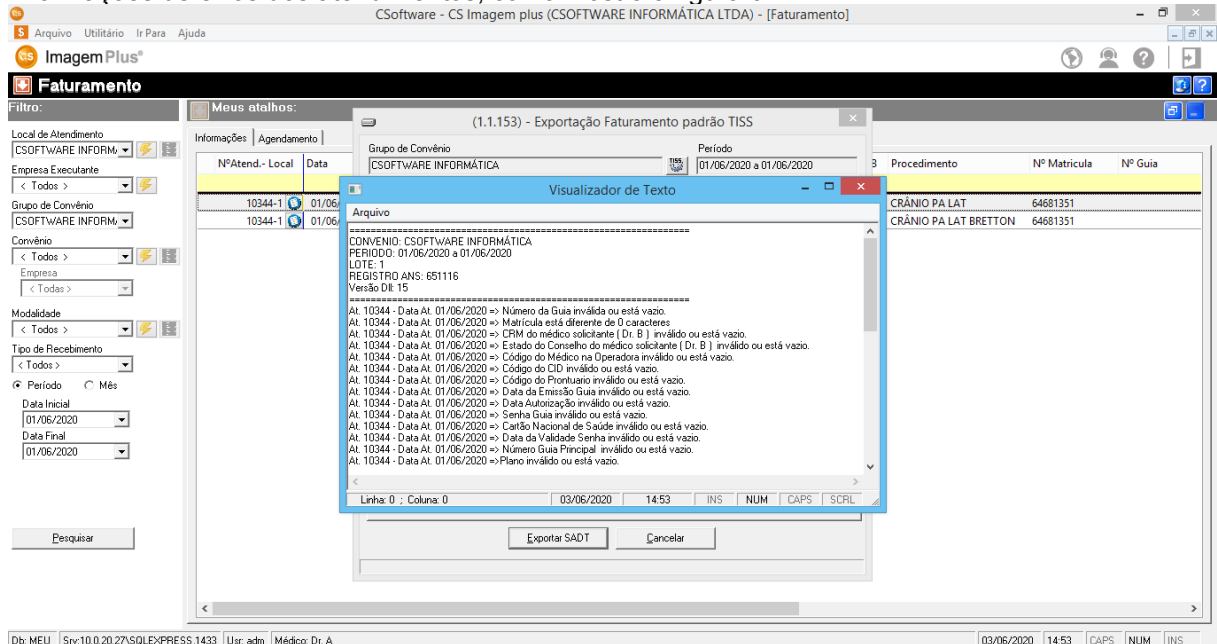 CSoftware - CS Imagem plus (CSOFTWARE INFORMÁTICA LTDA) - [Faturamento]
Arquivo Utilitário Ir Para Ajuda
Imagem Plus®
Faturamento
Filtro:
Meus atalhos:
Local de Atendimento
CSOFTWARE INFORM
Empresa Executante
< Todos >
Grupo de Convênio
CSOFTWARE INFORM
Convênio
< Todos >
Empresa
< Todas >
Modalidade
< Todos >
Tipo de Recebimento
< Todos >
Período Mês
Data Inicial
01/06/2020
Data Final
01/06/2020
Pesquisar
Informações Agendamento
NºAtend.- Local Data Procedimento Nº Matricula Nº Guia
10344-1 01/06/ CRÂNIO PA LAT 64681351
10344-1 01/06/ CRÂNIO PA LAT BRETTON 64681351
(1.1.153) - Exportação Faturamento padrão TISS
Grupo de Convênio Período
CSOFTWARE INFORMÁTICA TISS 01/06/2020 a 01/06/2020
Visualizador de Texto
Arquivo
==============================================================
CONVENIO: CSOFTWARE INFORMÁTICA
PERIODO: 01/06/2020 a 01/06/2020
LOTE: 1
REGISTRO ANS: 651116
Versão Dll: 15
==============================================================
At. 10344 - Data At. 01/06/2020 => Número da Guia inválida ou está vazio.
At. 10344 - Data At. 01/06/2020 => Matrícula está diferente de 0 caracteres
At. 10344 - Data At. 01/06/2020 => CRM do médico solicitante ( Dr. B ) inválido ou está vazio.
At. 10344 - Data At. 01/06/2020 => Estado do Conselho do médico solicitante ( Dr. B ) inválido ou está vazio.
At. 10344 - Data At. 01/06/2020 => Código do Médico na Operadora inválido ou está vazio.
At. 10344 - Data At. 01/06/2020 => Código do CID inválido ou está vazio.
At. 10344 - Data At. 01/06/2020 => Código do Prontuario inválido ou está vazio.
At. 10344 - Data At. 01/06/2020 => Data da Emissão Guia inválido ou está vazio.
At. 10344 - Data At. 01/06/2020 => Data Autorização inválido ou está vazio.
At. 10344 - Data At. 01/06/2020 => Senha Guia inválido ou está vazio.
At. 10344 - Data At. 01/06/2020 => Cartão Nacional de Saúde inválido ou está vazio.
At. 10344 - Data At. 01/06/2020 => Data da Validade Senha inválido ou está vazio.
At. 10344 - Data At. 01/06/2020 => Número Guia Principal inválido ou está vazio.
At. 10344 - Data At. 01/06/2020 =>Plano inválido ou está vazio.
Linha: 0 ; Coluna: 0 03/06/2020 14:53 INS NUM CAPS SCRL
Exportar SADT Cancelar
Db: MEU Srv:10.0.20.27\SQLEXPRESS,1433 Usr: adm Médico: Dr. A 03/06/2020 14:53 CAPS NUM INS